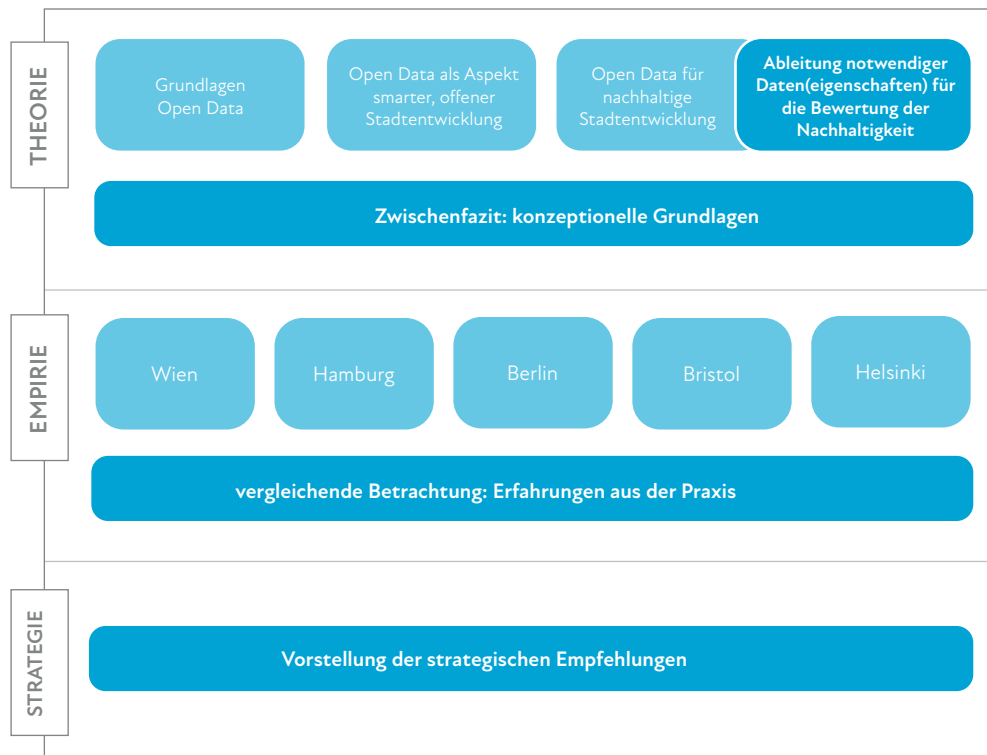 THEORIE
Grundlagen
Open Data
Open Data als Aspekt
smarter, offener
Stadtentwicklung
Open Data für
nachhaltige
Stadtentwicklung
Ableitung notwendiger
Daten(eigenschaften) für
die Bewertung der
Nachhaltigkeit
Zwischenfazit: konzeptionelle Grundlagen
EMPIRIE
Wien
Hamburg
Berlin
Bristol
Helsinki
vergleichende Betrachtung: Erfahrungen aus der Praxis
STRATEGIE
Vorstellung der strategischen Empfehlungen